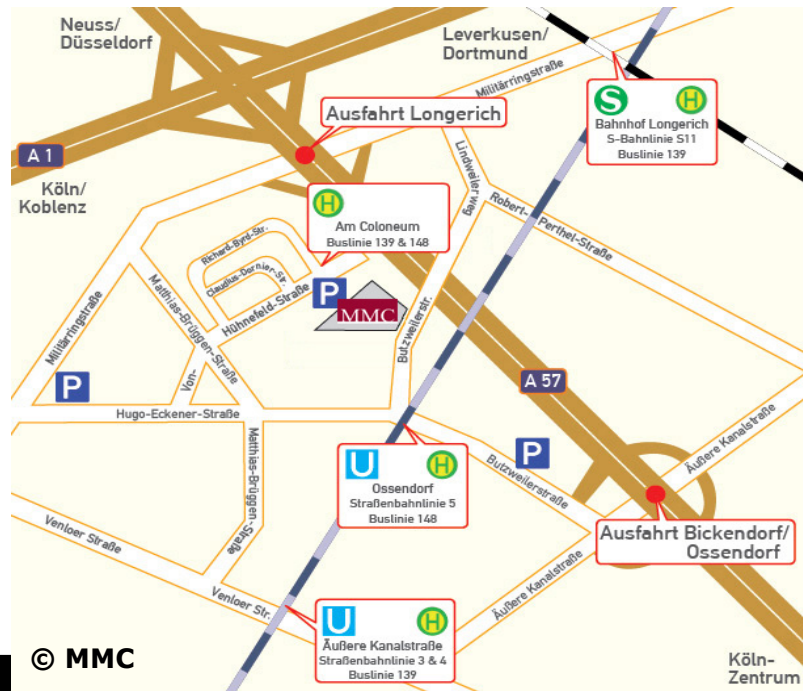 Neuss/
Düsseldorf
Leverkusen/
Dortmund
Militärringstraße
S H
Bahnhof Longerich
S-Bahnlinie S11
Buslinie 139
Ausfahrt Longerich
A 1
Köln/
Koblenz
Lindweilerweg
H
Am Coloneum
Buslinie 139 & 148
Robert-Perthel-Straße
Richard-Byrd-Str.
Claudius-Dornier-Str.
Hühnefeld-Straße
P
MMC
Matthias-Brüggen-Straße
Militärringstraße
Butzweilerstr.
Von-
A 57
P
Hugo-Eckener-Straße
Matthias-Brüggen-Straße
U H
Ossendorf
Straßenbahnlinie 5
Buslinie 148
P
Butzweilerstraße
Äußere Kanalstraße
Ausfahrt Bickendorf/
Ossendorf
Venloer Straße
Venloer Str.
Äußere Kanalstraße
U H
Äußere Kanalstraße
Straßenbahnlinie 3 & 4
Buslinie 139
Köln-
Zentrum
© MMC